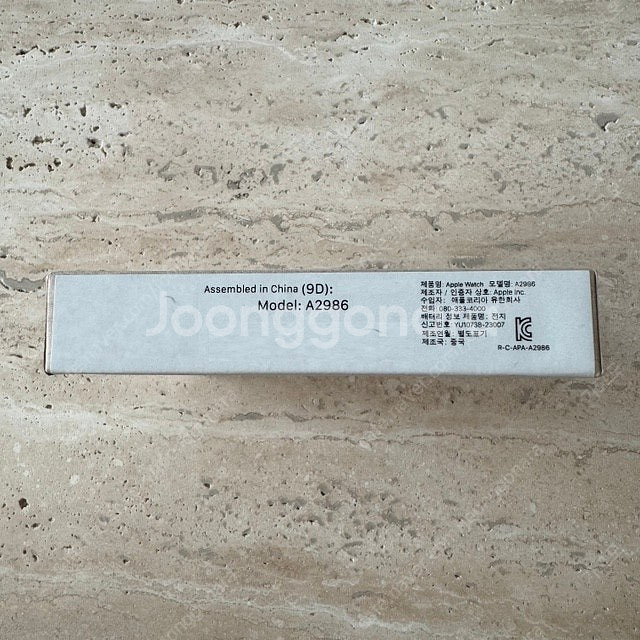 Assembled in China (9D):
Model: A2986
제품명: Apple Watch 모델명: A2986
제조자 / 인증자 상호: Apple Inc.
수입자: 애플코리아 유한회사
전화: 080-333-4000
배터리 정보 제품명: 전지
신고번호: YU10738-23007
제조연월: 별도표기
제조국: 중국
R-C-APA-A2986
Joonggona